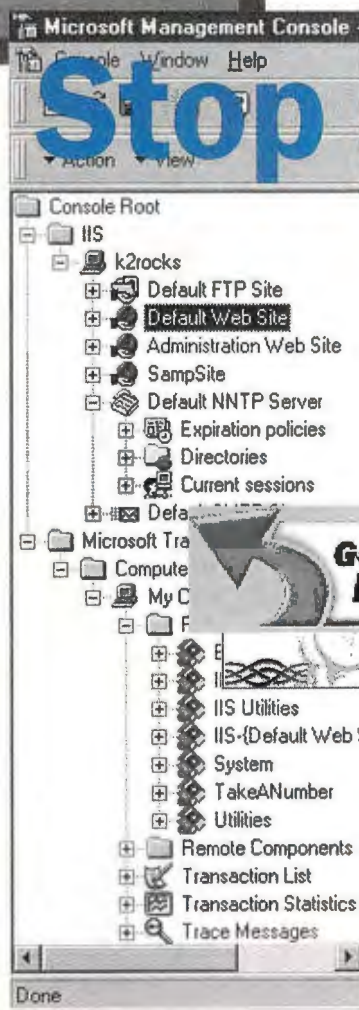 Microsoft Management Console -
Console Window Help
Stop
Action View
Console Root
IIS
k2rocks
Default FTP Site
Default Web Site
Administration Web Site
SampSite
Default NNTP Server
Expiration policies
Directories
Current sessions
Microsoft Tra
Compute
My C
IIS Utilities
IIS-{Default Web
System
TakeANumber
Utilities
Remote Components
Transaction List
Transaction Statistics
Trace Messages
Done